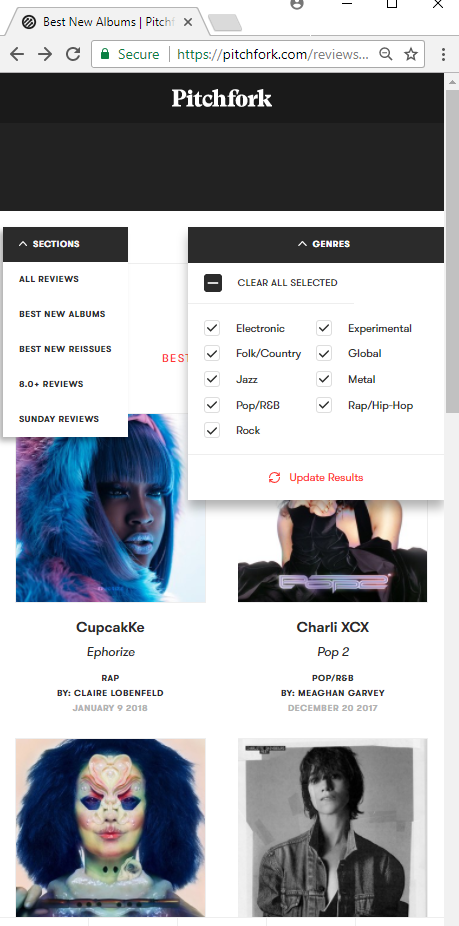 Best New Albums | Pitchf
Secure
https://pitchfork.com/reviews...
Pitchfork
SECTIONS
GENRES
ALL REVIEWS
BEST NEW ALBUMS
BEST NEW REISSUES
8.0+ REVIEWS
SUNDAY REVIEWS
CLEAR ALL SELECTED
Electronic
Experimental
Folk/Country
Global
Jazz
Metal
Pop/R&B
Rap/Hip-Hop
Rock
BEST
Update Results
POP2
CupcakKe
Charli XCX
Ephorize
Pop 2
RAP
POP/R&B
BY: CLAIRE LOBENFELD
BY: MEAGHAN GARVEY
JANUARY 9 2018
DECEMBER 20 2017